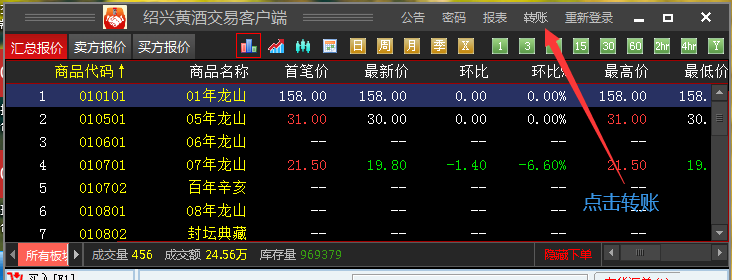 绍兴黄酒交易客户端 公告 密码 报表 转账 重新登录
汇总报价 卖方报价 买方报价 日 周 月 季 X 1 3 15 30 60 2hr 4hr Y
商品代码↑ 商品名称 首笔价 最新价 环比 环比% 最高价 最低价
1 010101 01年龙山 158.00 158.00 0.00 0.00% 158.00 158.
2 010501 05年龙山 31.00 30.00 0.00 0.00% 31.00 30.
3 010601 06年龙山 — — — — — —
4 010701 07年龙山 21.50 19.80 -1.40 -6.60% 21.50 19.
5 010702 百年辛亥 — — — — — —
6 010801 08年龙山 — — — — — —
7 010802 封坛典藏 — — — — — —
点击转账
所有板块 成交量 456 成交额 24.56万 库存量 969379 隐藏下单
买入[F1]